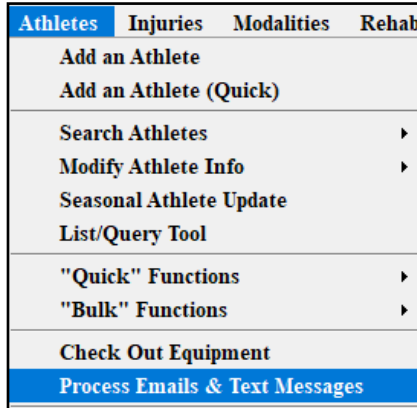 Athletes Injuries Modalities Rehab
Add an Athlete
Add an Athlete (Quick)
Search Athletes
Modify Athlete Info
Seasonal Athlete Update
List/Query Tool
"Quick" Functions
"Bulk" Functions
Check Out Equipment
Process Emails & Text Messages